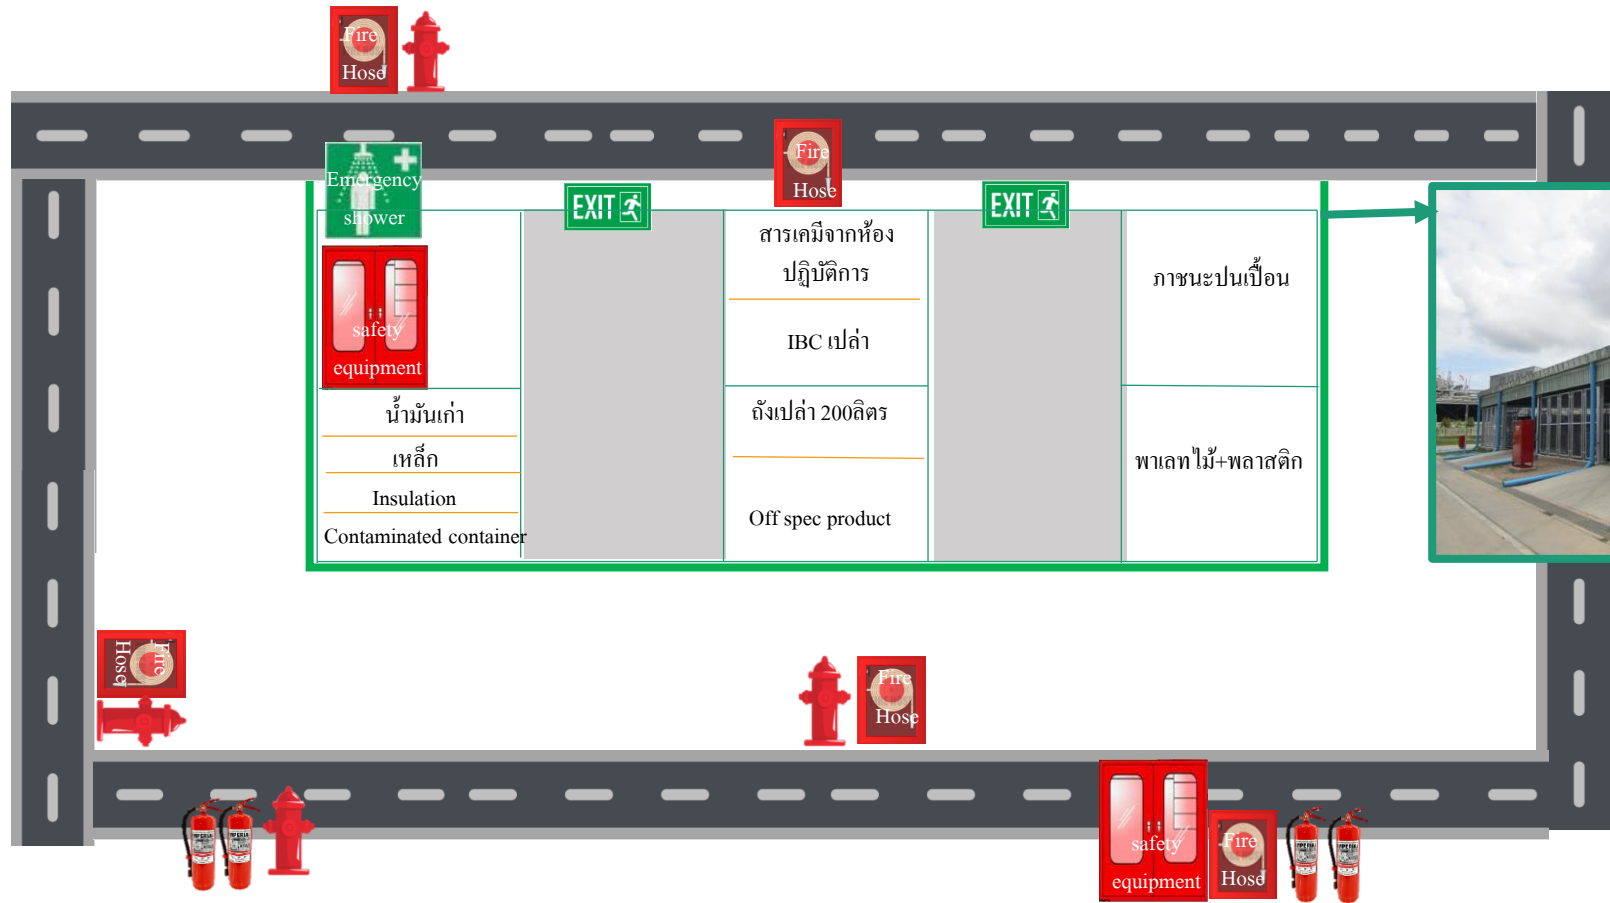 Fire
Hose
Fire
Hose
Emergency
shower
EXIT
EXIT
safety
equipment
สารเคมีจากห้อง
ปฏิบัติการ
IBC เปล่า
ภาชนะปนเปื้อน
น้ำมันเก่า
เหล็ก
Insulation
Contaminated container
ถังเปล่า 200ลิตร
Off spec product
พาเลทไม้+พลาสติก
Fire
Hose
Fire
Hose
safety
equipment
Fire
Hose